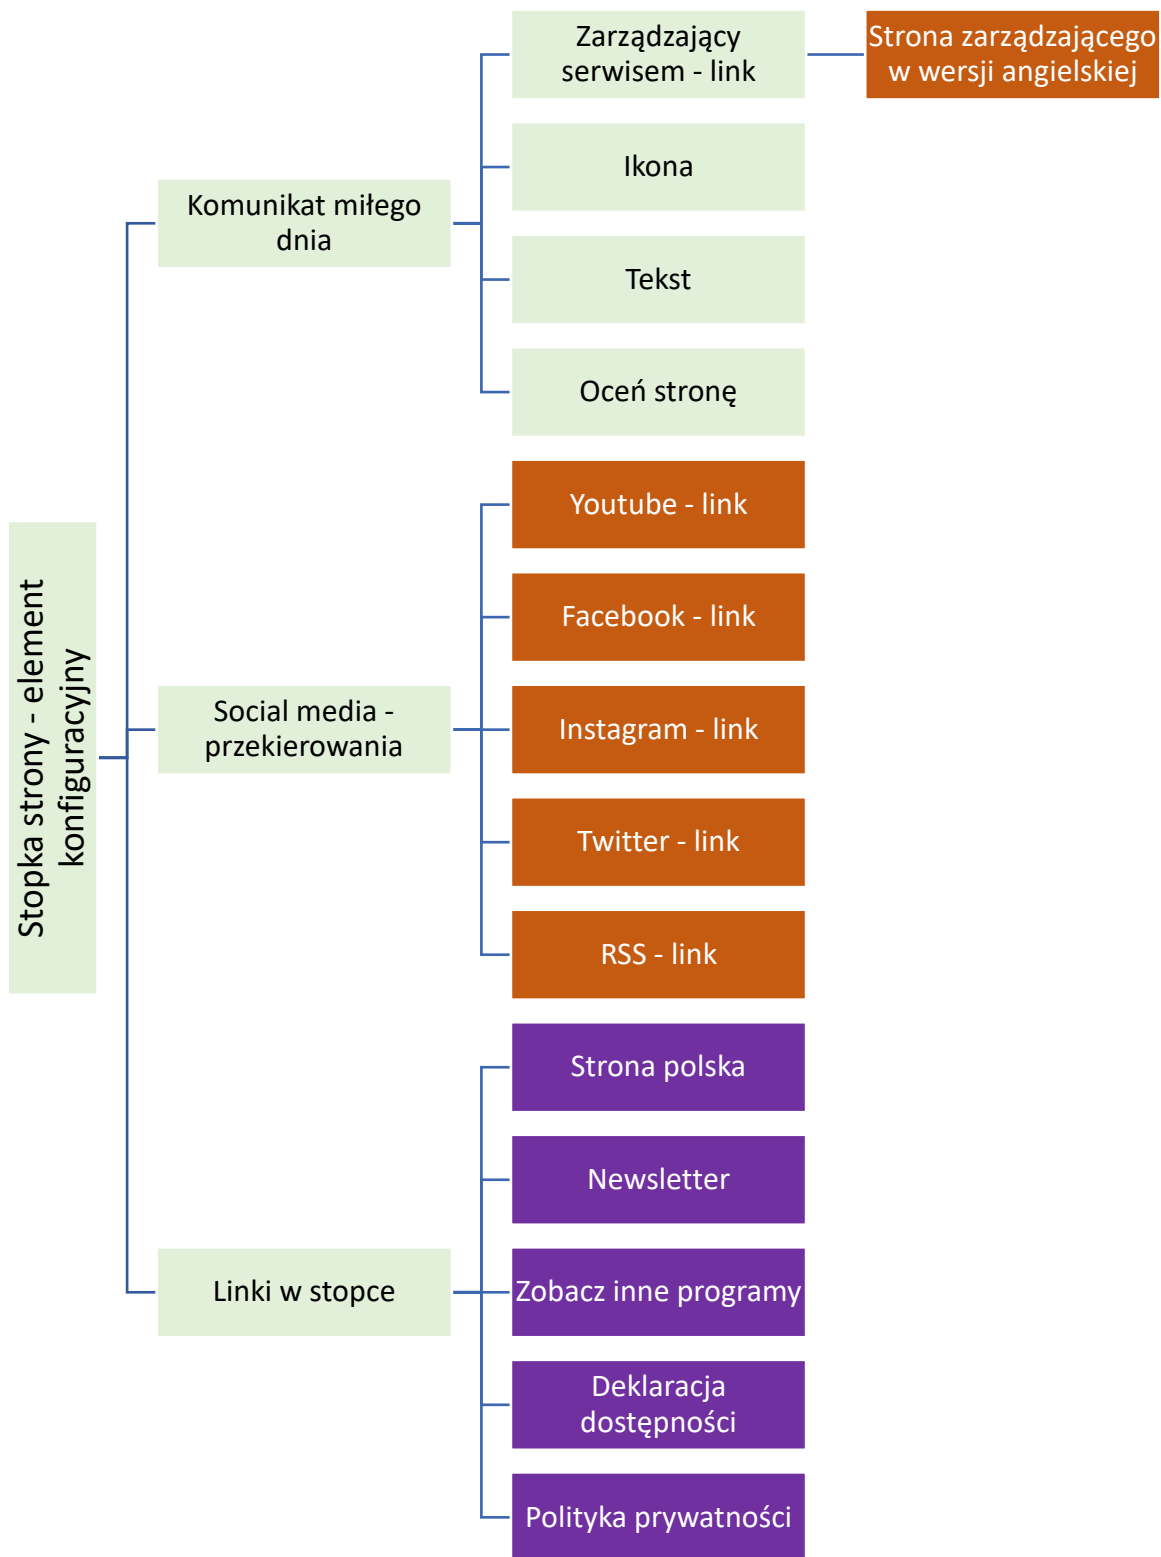 Stopka strony - element
konfiguracyjny
Komunikat miłego
dnia
Zarządzający
serwisem - link
Strona zarządzającego
w wersji angielskiej
Ikona
Tekst
Oceń stronę
Social media -
przekierowania
Youtube - link
Facebook - link
Instagram - link
Twitter - link
RSS - link
Linki w stopce
Strona polska
Newsletter
Zobacz inne programy
Deklaracja
dostępności
Polityka prywatności